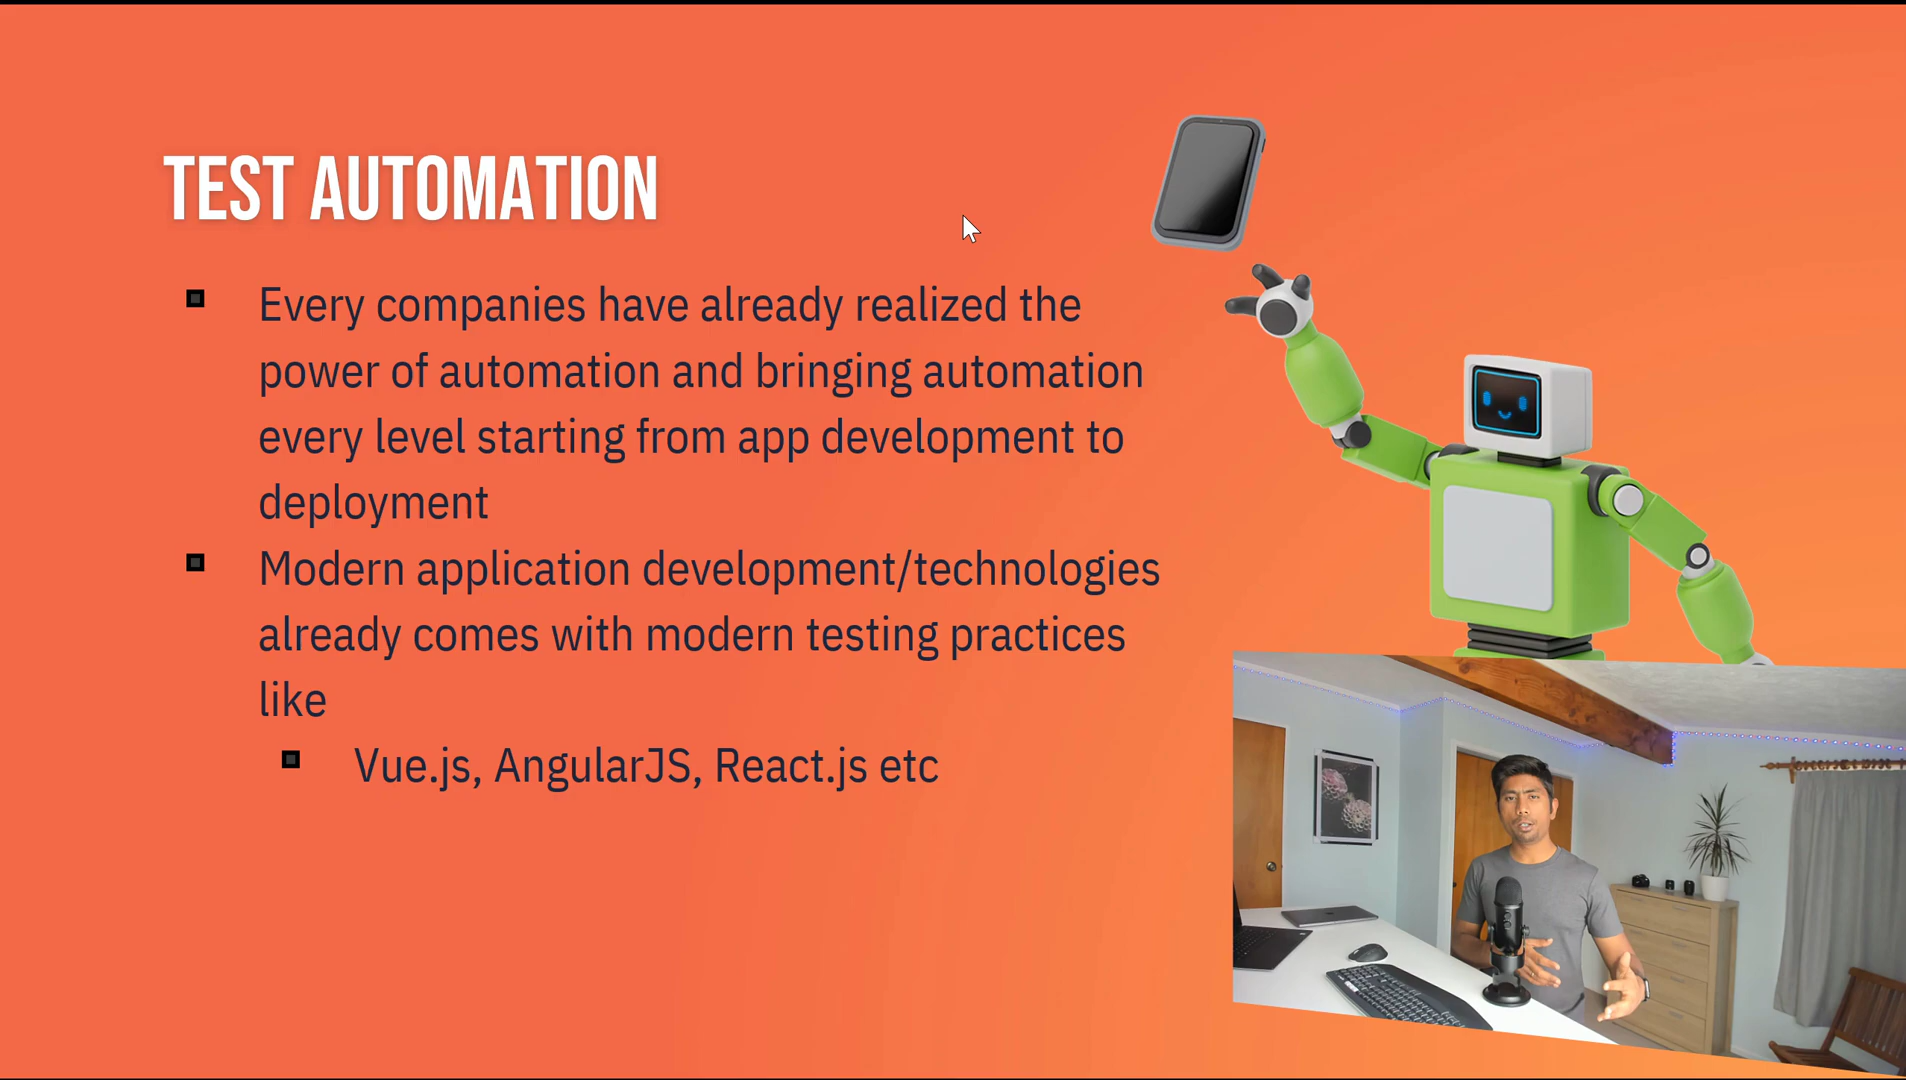 TEST AUTOMATION
Every companies have already realized the
power of automation and bringing automation
every level starting from app development to
deployment
Modern application development/technologies
already comes with modern testing practices
like
Vue.js, AngularJS, React.js etc